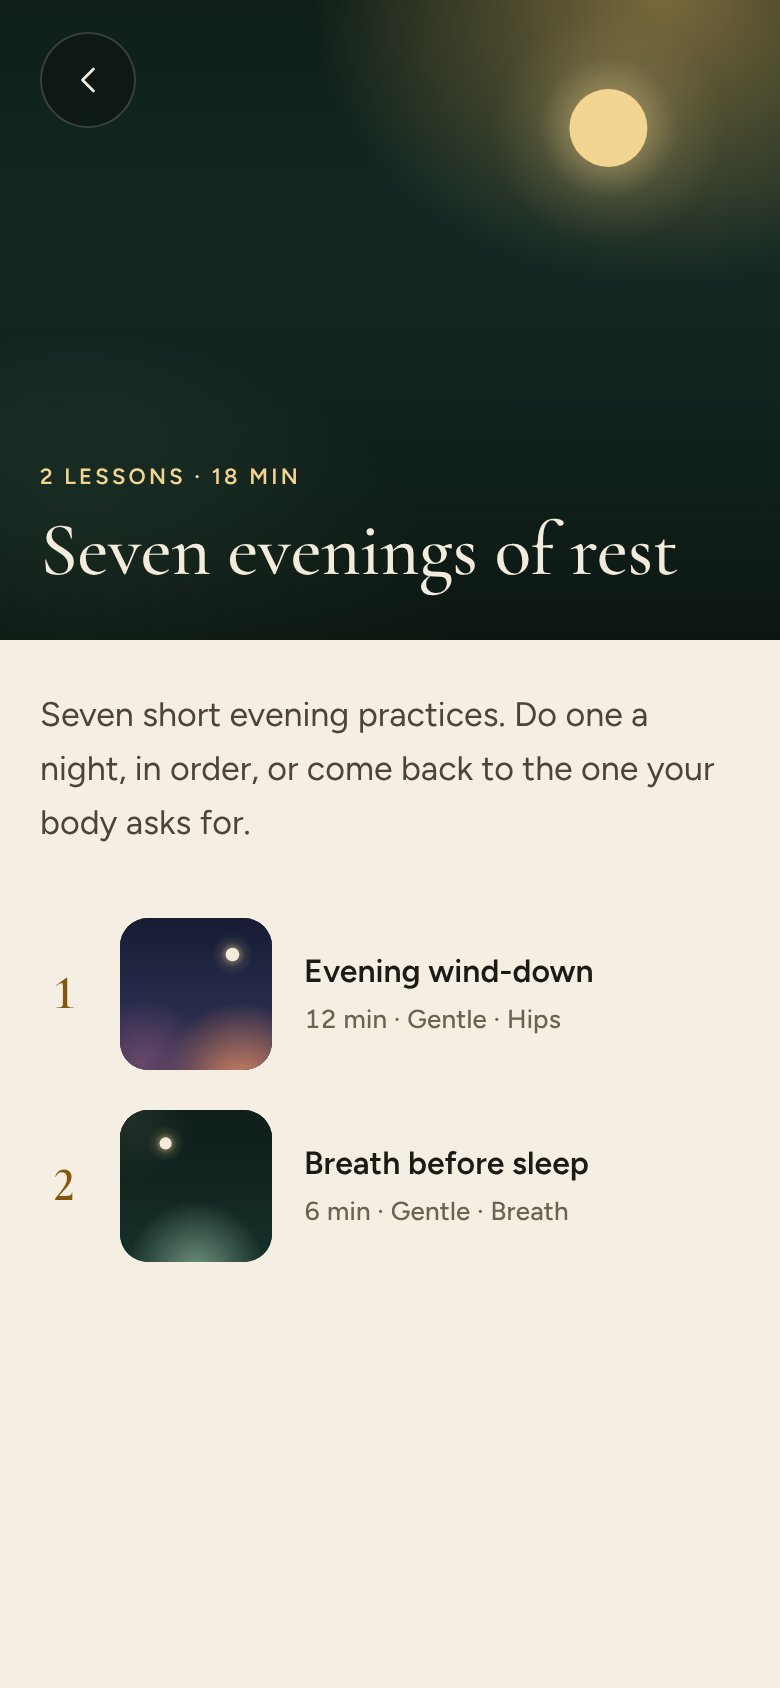 2 LESSONS · 18 MIN
Seven evenings of rest
Seven short evening practices. Do one a
night, in order, or come back to the one your
body asks for.
1
Evening wind-down
12 min · Gentle · Hips
2
Breath before sleep
6 min · Gentle · Breath